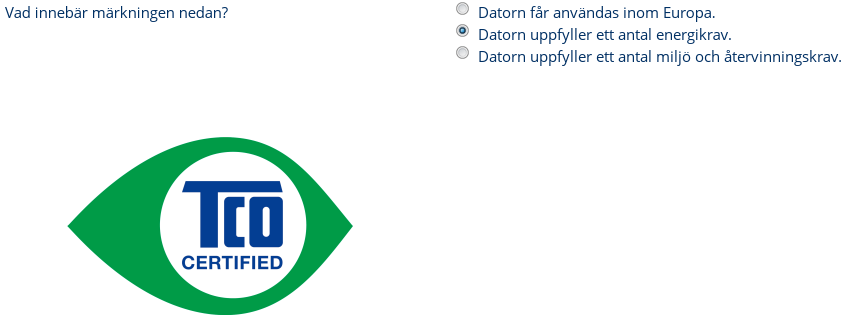 Vad innebär märkningen nedan?
Datorn får användas inom Europa.
Datorn uppfyller ett antal energikrav.
Datorn uppfyller ett antal miljö och återvinningskrav.
TCO
CERTIFIED